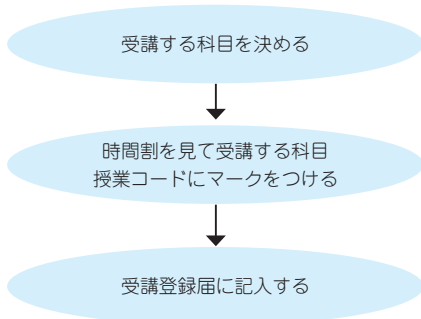 受講する科目を決める
時間割を見て受講する科目
授業コードにマークをつける
受講登録届に記入する